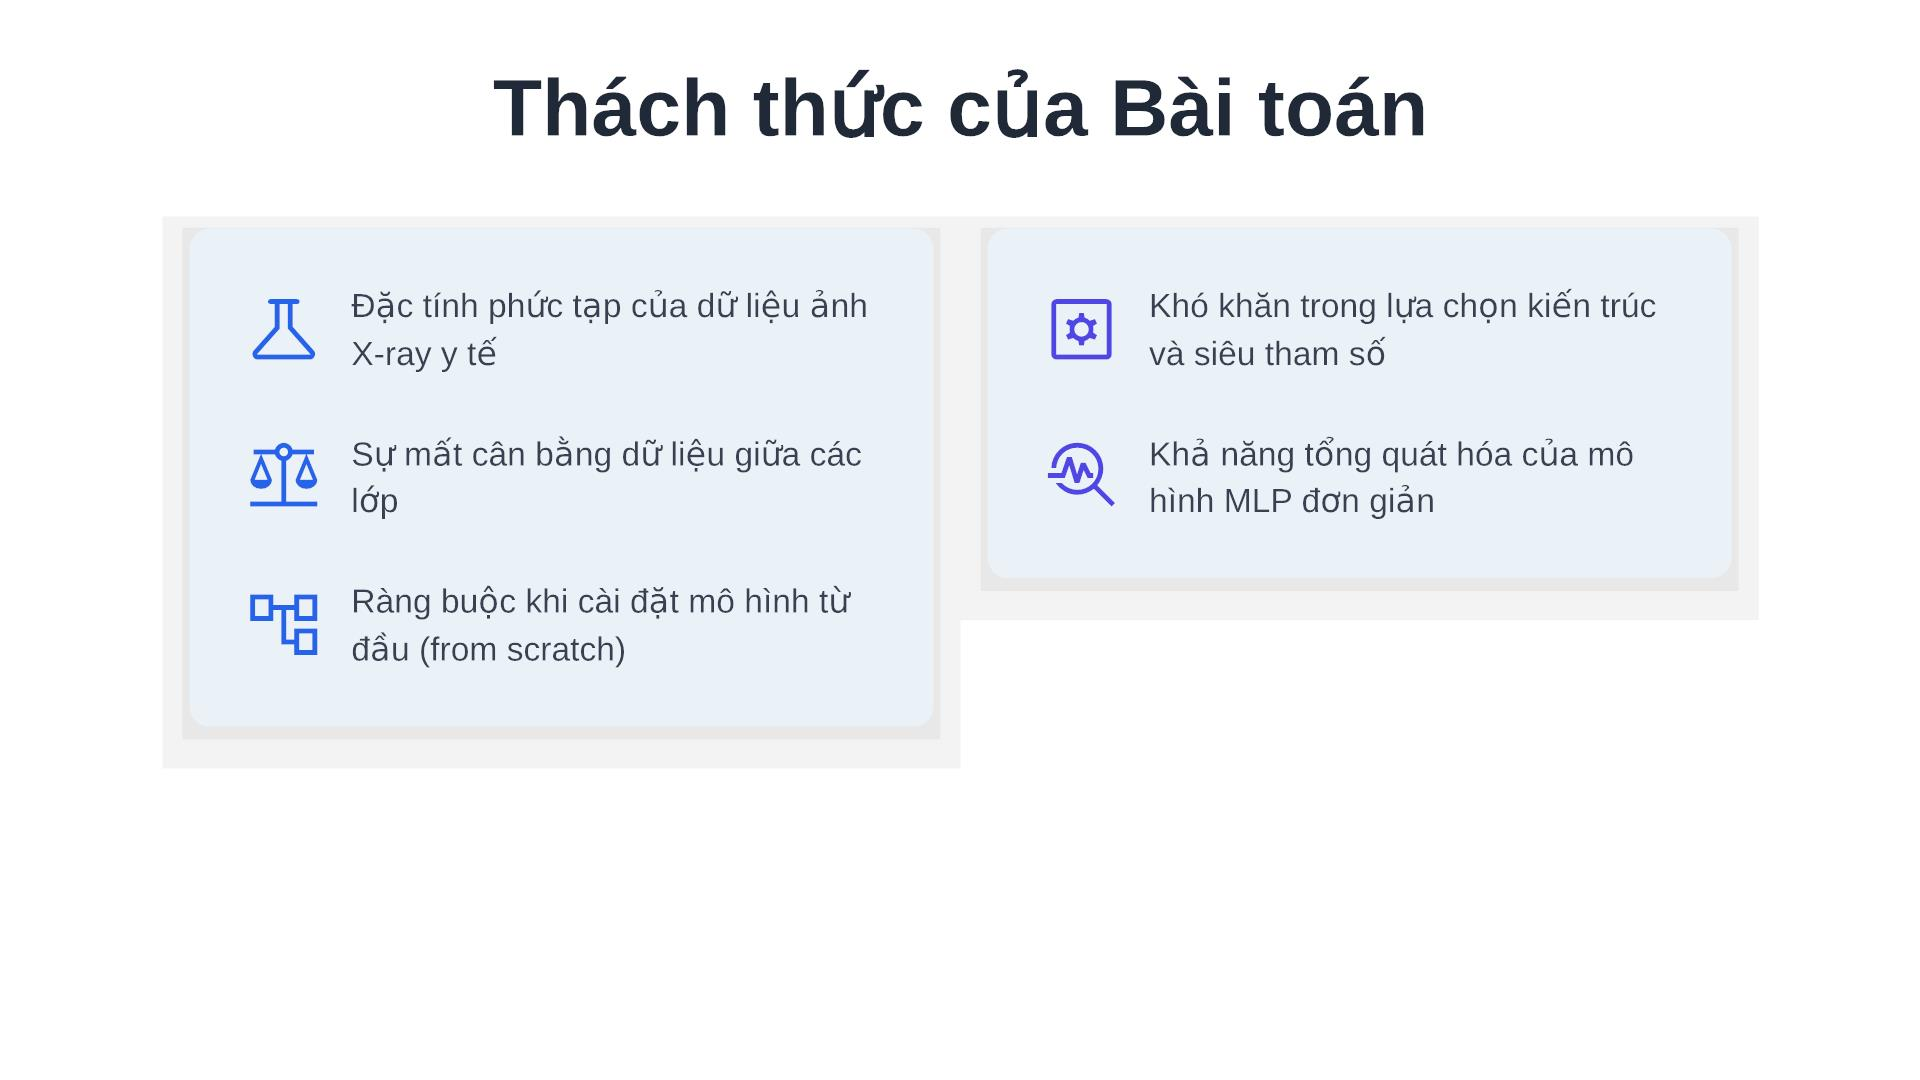 Thách thức của Bài toán
Đặc tính phức tạp của dữ liệu ảnh
X-ray y tế
Sự mất cân bằng dữ liệu giữa các
lớp
Ràng buộc khi cài đặt mô hình từ
đầu (from scratch)
Khó khăn trong lựa chọn kiến trúc
và siêu tham số
Khả năng tổng quát hóa của mô
hình MLP đơn giản